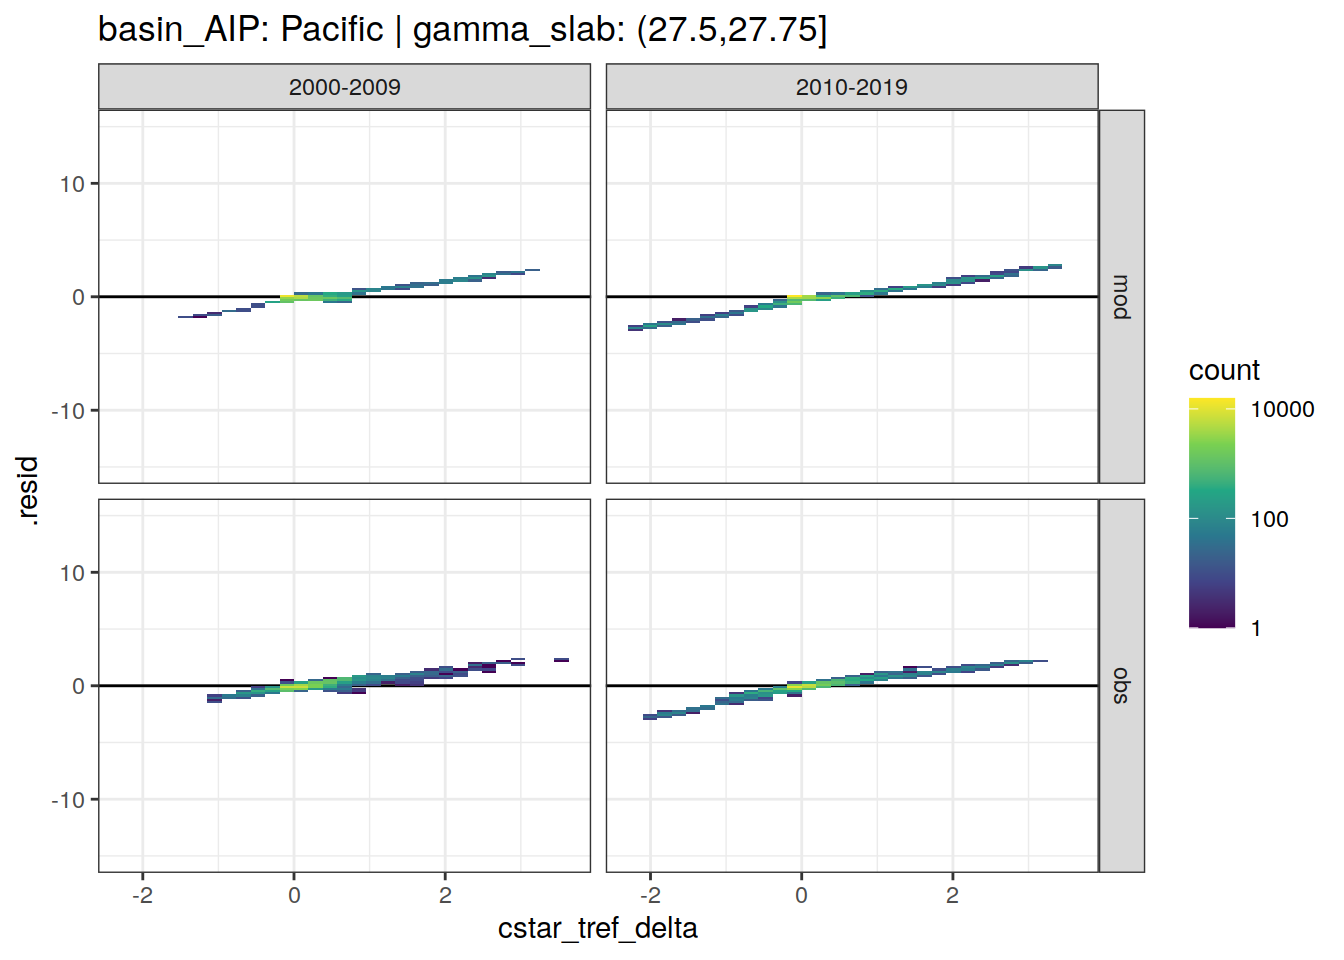 basin_AIP: Pacific | gamma_slab: (27.5,27.75]
2000-2009
2010-2019
10
0
-10
mod
10
0
-10
obs
.resid
-2
0
2
-2
0
2
cstar_tref_delta
count
10000
100
1